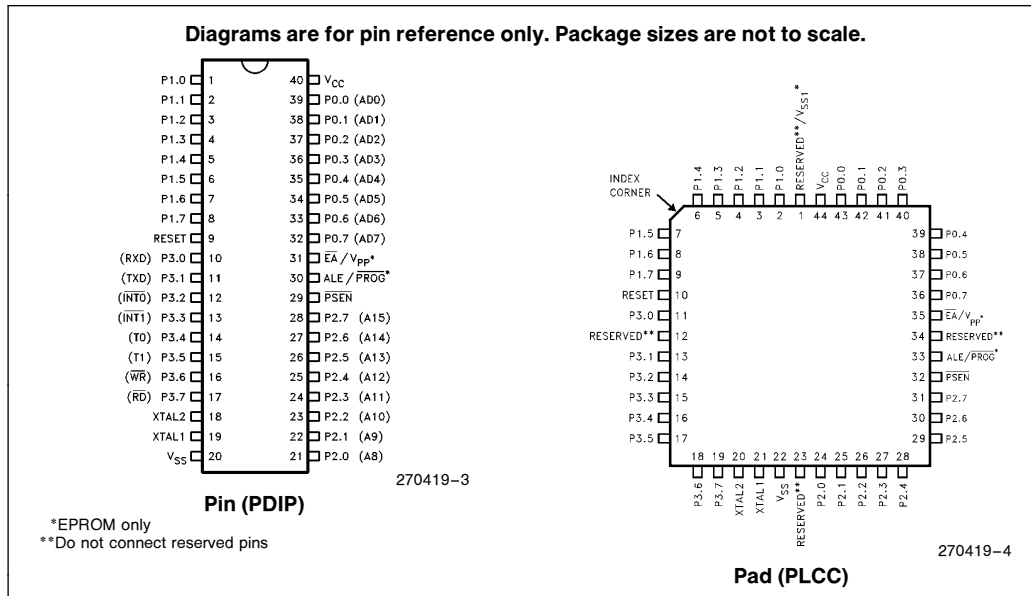 Diagrams are for pin reference only. Package sizes are not to scale.
P1.0 1 40 VCC
P1.1 2 39 P0.0 (AD0)
P1.2 3 38 P0.1 (AD1)
P1.3 4 37 P0.2 (AD2)
P1.4 5 36 P0.3 (AD3)
P1.5 6 35 P0.4 (AD4)
P1.6 7 34 P0.5 (AD5)
P1.7 8 33 P0.6 (AD6)
RESET 9 32 P0.7 (AD7)
(RXD) P3.0 10 31 EA/VPP*
(TXD) P3.1 11 30 ALE/PROG*
(INT0) P3.2 12 29 PSEN
(INT1) P3.3 13 28 P2.7 (A15)
(T0) P3.4 14 27 P2.6 (A14)
(T1) P3.5 15 26 P2.5 (A13)
(WR) P3.6 16 25 P2.4 (A12)
(RD) P3.7 17 24 P2.3 (A11)
XTAL2 18 23 P2.2 (A10)
XTAL1 19 22 P2.1 (A9)
VSS 20 21 P2.0 (A8)
270419-3
Pin (PDIP)
*EPROM only
**Do not connect reserved pins
INDEX
CORNER
P1.4 P1.3 P1.2 P1.1 P1.0 RESERVED**/VSS1* VCC P0.0 P0.1 P0.2 P0.3
6 5 4 3 2 1 44 43 42 41 40
P1.5 7 39 P0.4
P1.6 8 38 P0.5
P1.7 9 37 P0.6
RESET 10 36 P0.7
P3.0 11 35 EA/VPP*
RESERVED** 12 34 RESERVED**
P3.1 13 33 ALE/PROG*
P3.2 14 32 PSEN
P3.3 15 31 P2.7
P3.4 16 30 P2.6
P3.5 17 29 P2.5
18 19 20 21 22 23 24 25 26 27 28
P3.6 P3.7 XTAL2 XTAL1 VSS RESERVED** P2.0 P2.1 P2.2 P2.3 P2.4
270419-4
Pad (PLCC)